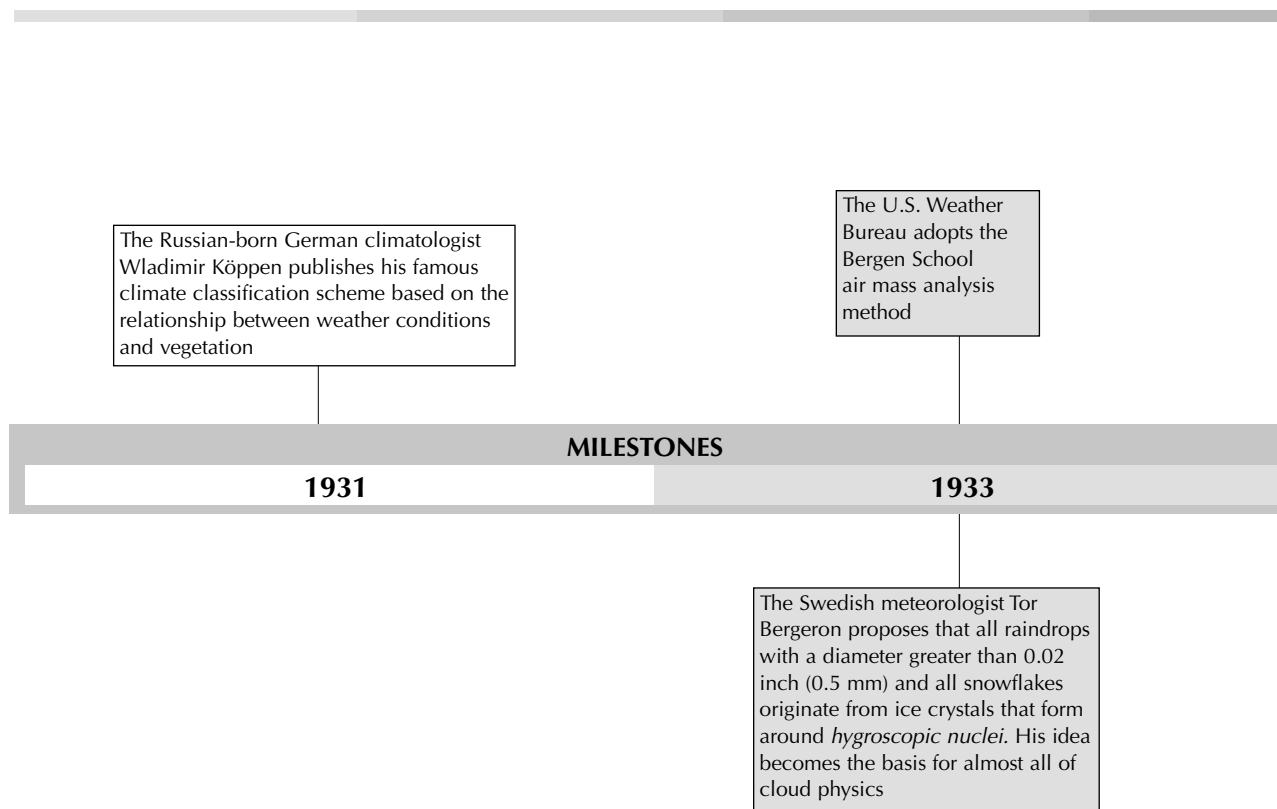 The Russian-born German climatologist
Wladimir Köppen publishes his famous
climate classification scheme based on the
relationship between weather conditions
and vegetation
The U.S. Weather
Bureau adopts the
Bergen School
air mass analysis
method
MILESTONES
1931
1933
The Swedish meteorologist Tor
Bergeron proposes that all raindrops
with a diameter greater than 0.02
inch (0.5 mm) and all snowflakes
originate from ice crystals that form
around hygroscopic nuclei. His idea
becomes the basis for almost all of
cloud physics